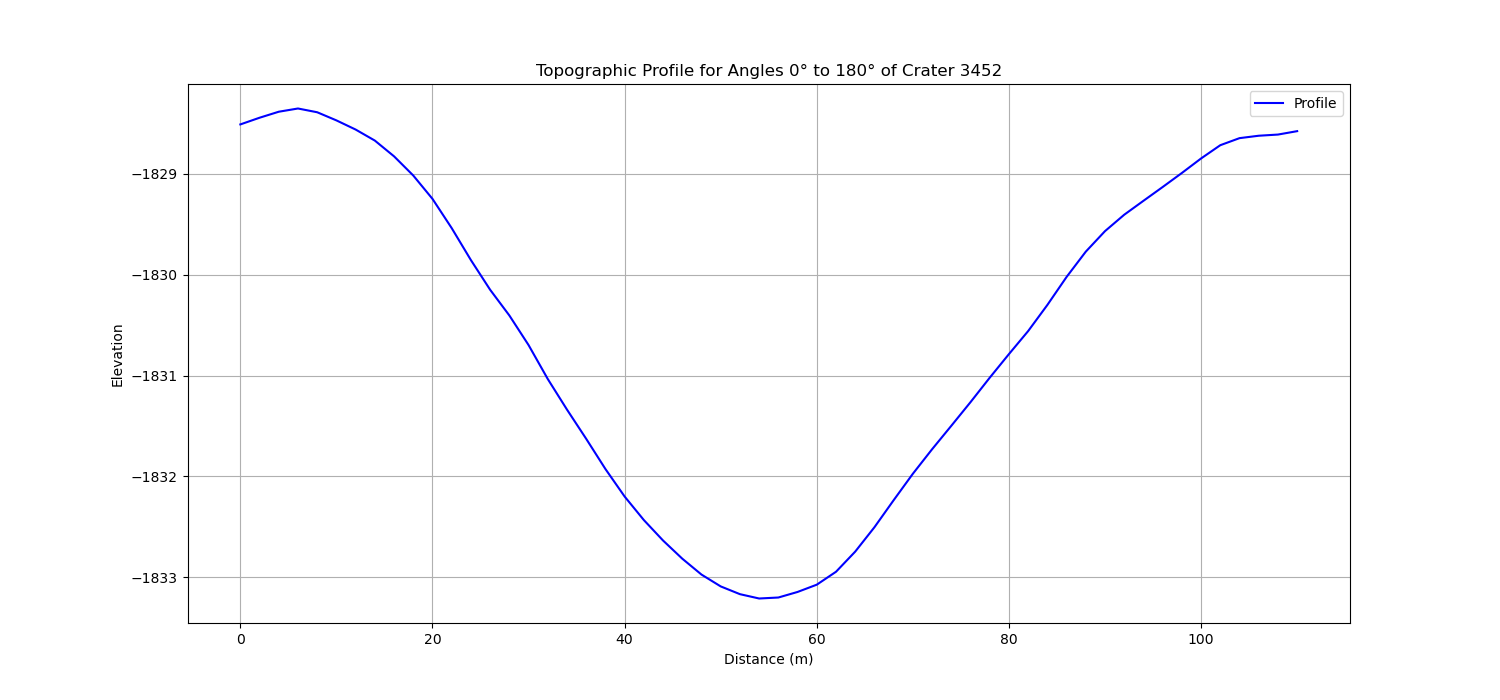 Topographic Profile for Angles 0° to 180° of Crater 3452
Profile
−1829
−1830
−1831
−1832
−1833
Elevation
0 20 40 60 80 100
Distance (m)